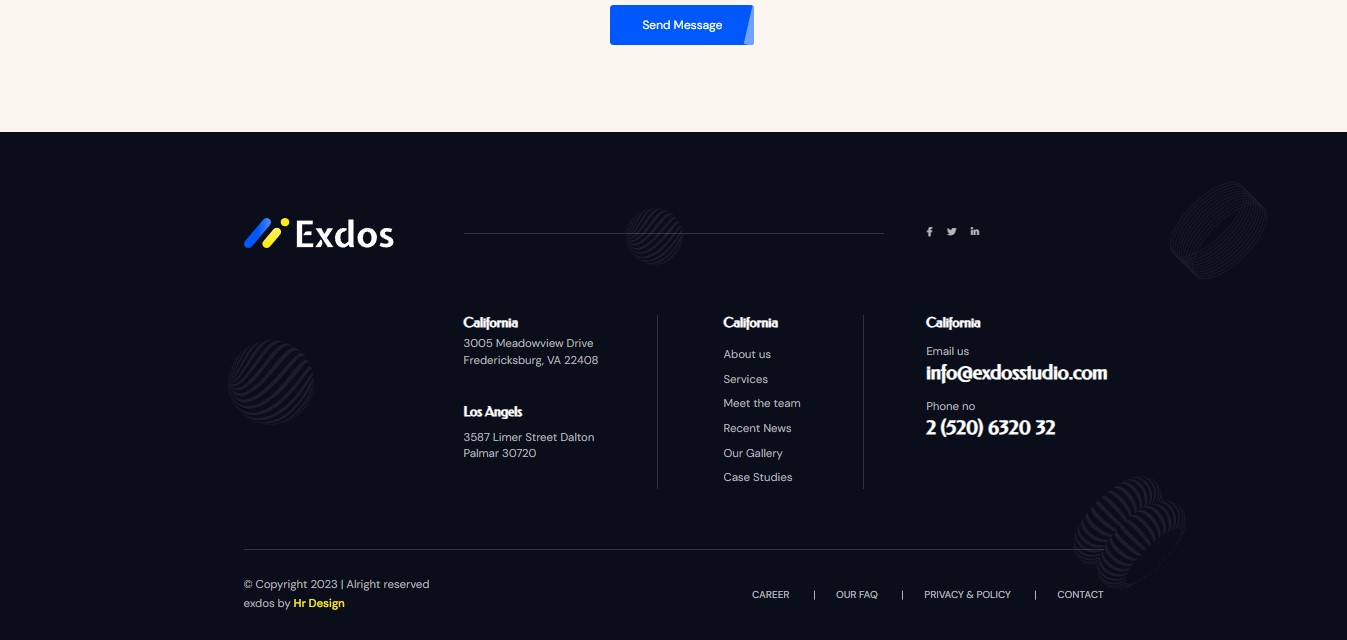 Send Message
Exdos
California
3005 Meadowview Drive
Fredericksburg, VA 22408
Los Angels
3587 Limer Street Dalton
Palmar 30720
California
About us
Services
Meet the team
Recent News
Our Gallery
Case Studies
California
Email us
info@exdosstudio.com
Phone no
2 (520) 6320 32
© Copyright 2023 | Alright reserved
exdos by Hr Design
CAREER | OUR FAQ | PRIVACY & POLICY | CONTACT